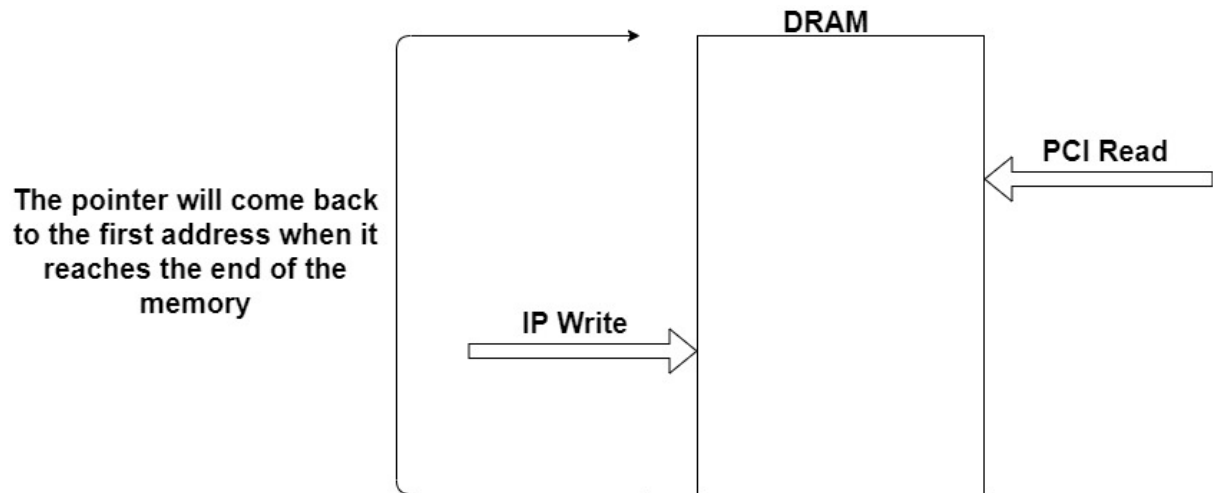 DRAM
PCI Read
The pointer will come back
to the first address when it
reaches the end of the
memory
IP Write